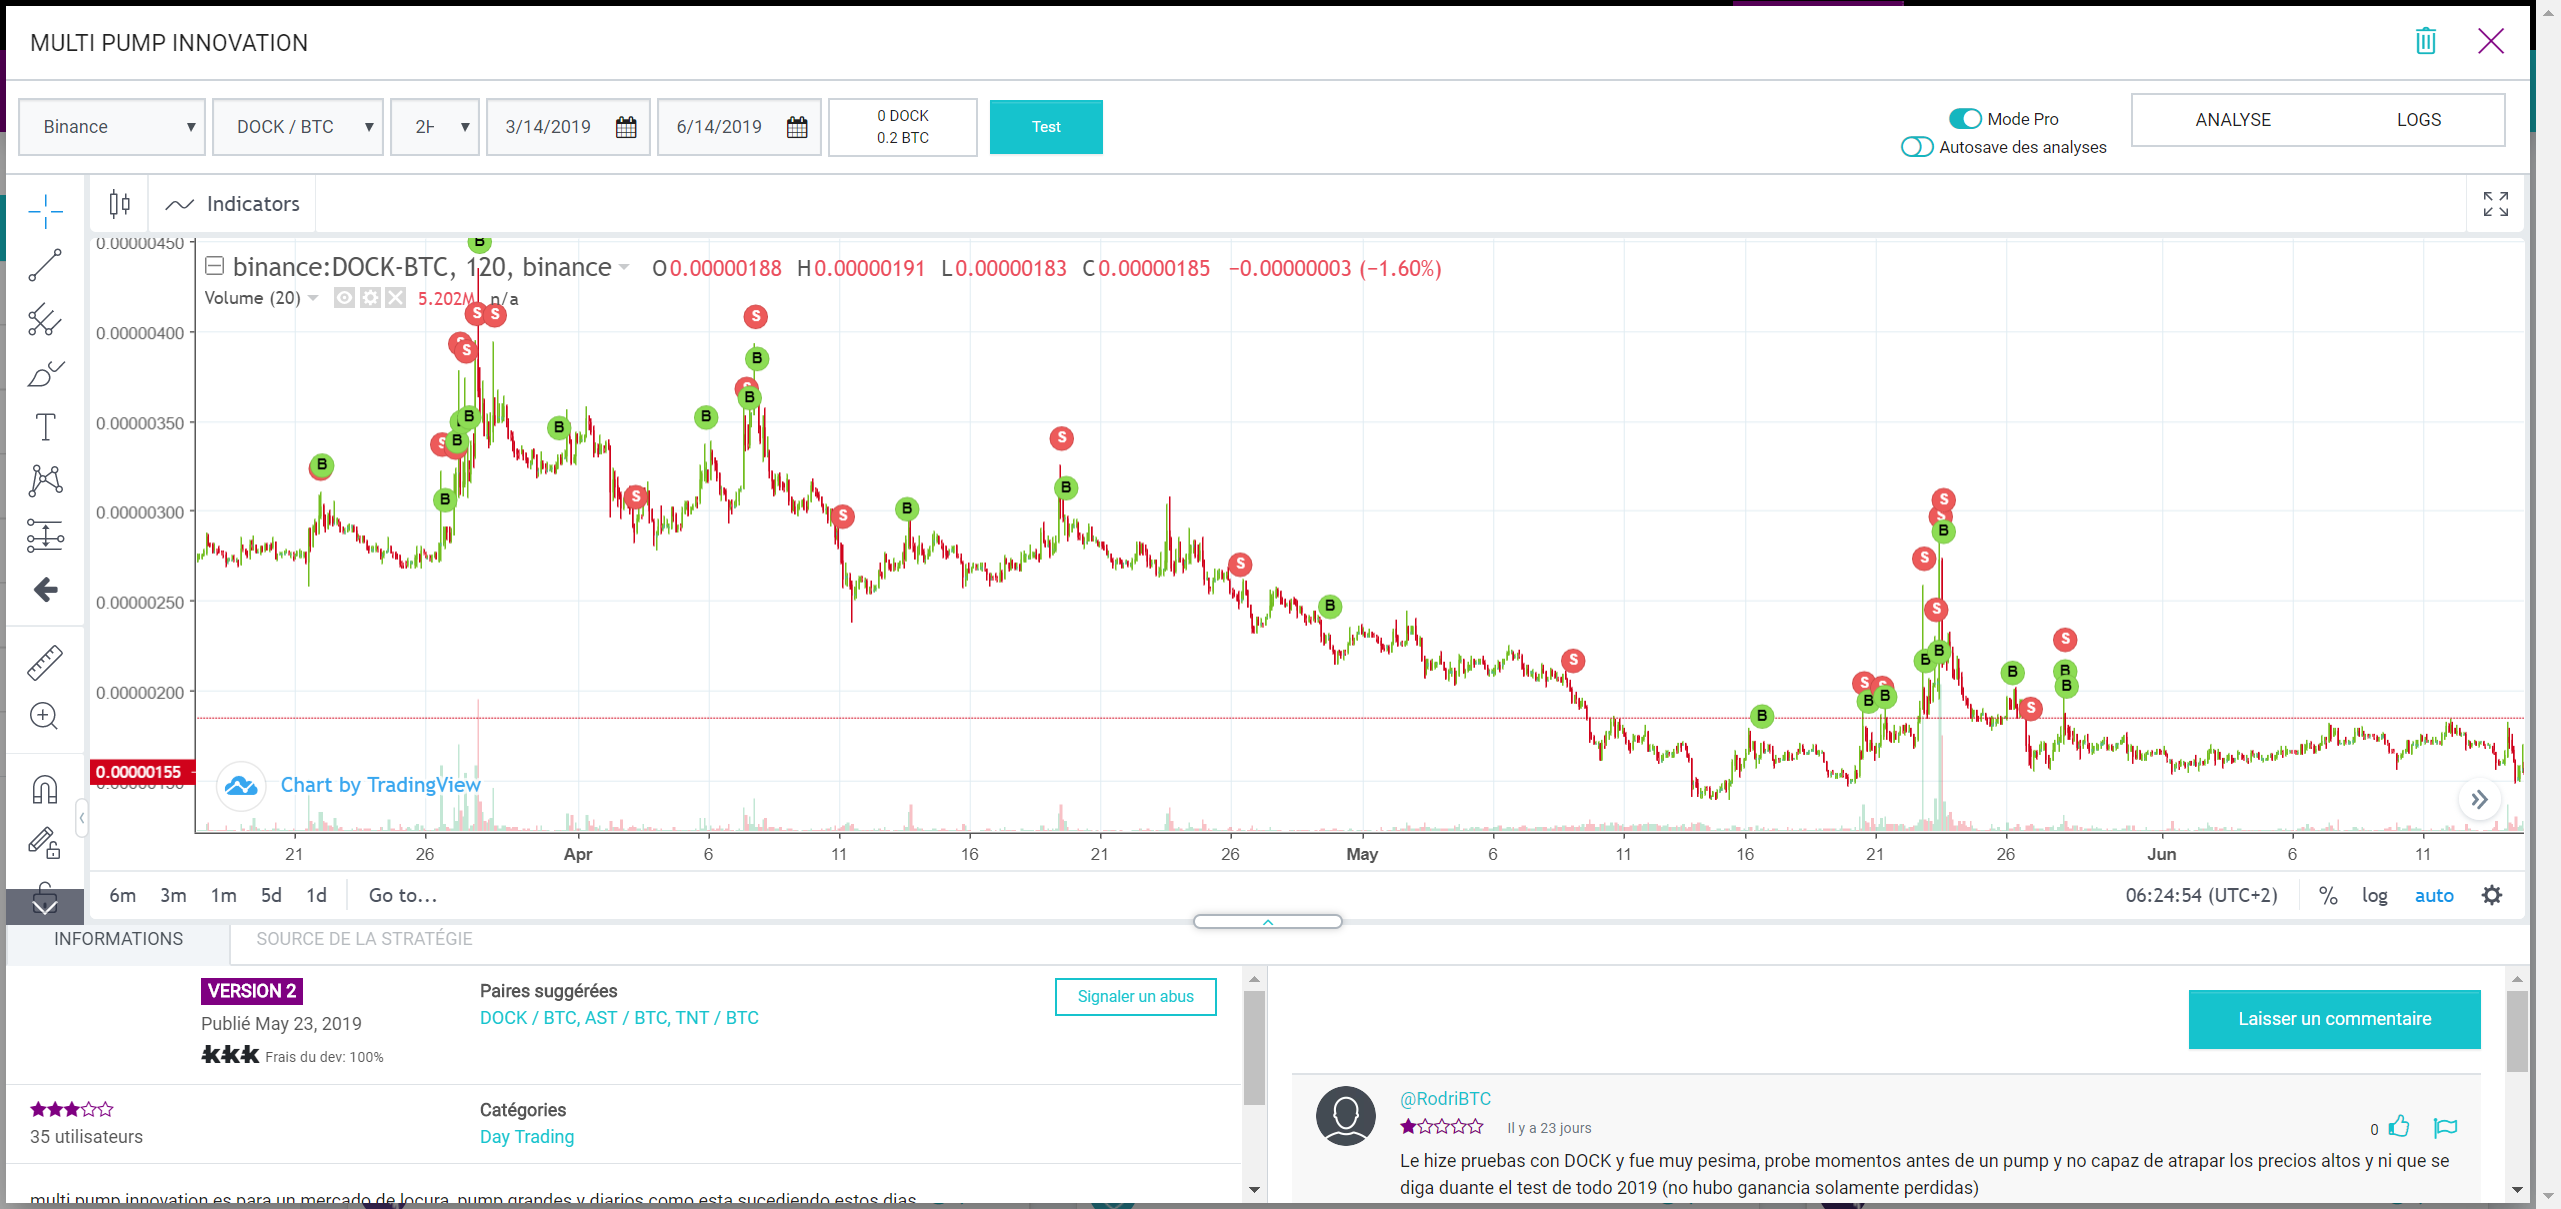 MULTI PUMP INNOVATION
Binance
DOCK / BTC
2H
3/14/2019
6/14/2019
0 DOCK
0.2 BTC
Test
Mode Pro
Autosave des analyses
ANALYSE
LOGS
Indicators
binance:DOCK-BTC, 120, binance
O0.00000188 H0.00000191 L0.00000183 C0.00000185 −0.00000003 (−1.60%)
Volume (20)
5.202M n/a
0.00000450
0.00000400
0.00000350
0.00000300
0.00000250
0.00000200
0.00000155
0.00000150
Chart by TradingView
21 26 Apr 6 11 16 21 26 May 6 11 16 21 26 Jun 6 11
6m 3m 1m 5d 1d Go to...
06:24:54 (UTC+2) % log auto
INFORMATIONS
SOURCE DE LA STRATÉGIE
VERSION 2
Publié May 23, 2019
Frais du dev: 100%
Paires suggérées
DOCK / BTC, AST / BTC, TNT / BTC
Signaler un abus
35 utilisateurs
Catégories
Day Trading
multi pump innovation es para un mercado de locura, pump grandes y diarios como esta sucediendo estos dias
Laisser un commentaire
@RodriBTC
Il y a 23 jours
0
Le hize pruebas con DOCK y fue muy pesima, probe momentos antes de un pump y no capaz de atrapar los precios altos y ni que se
diga duante el test de todo 2019 (no hubo ganancia solamente perdidas)